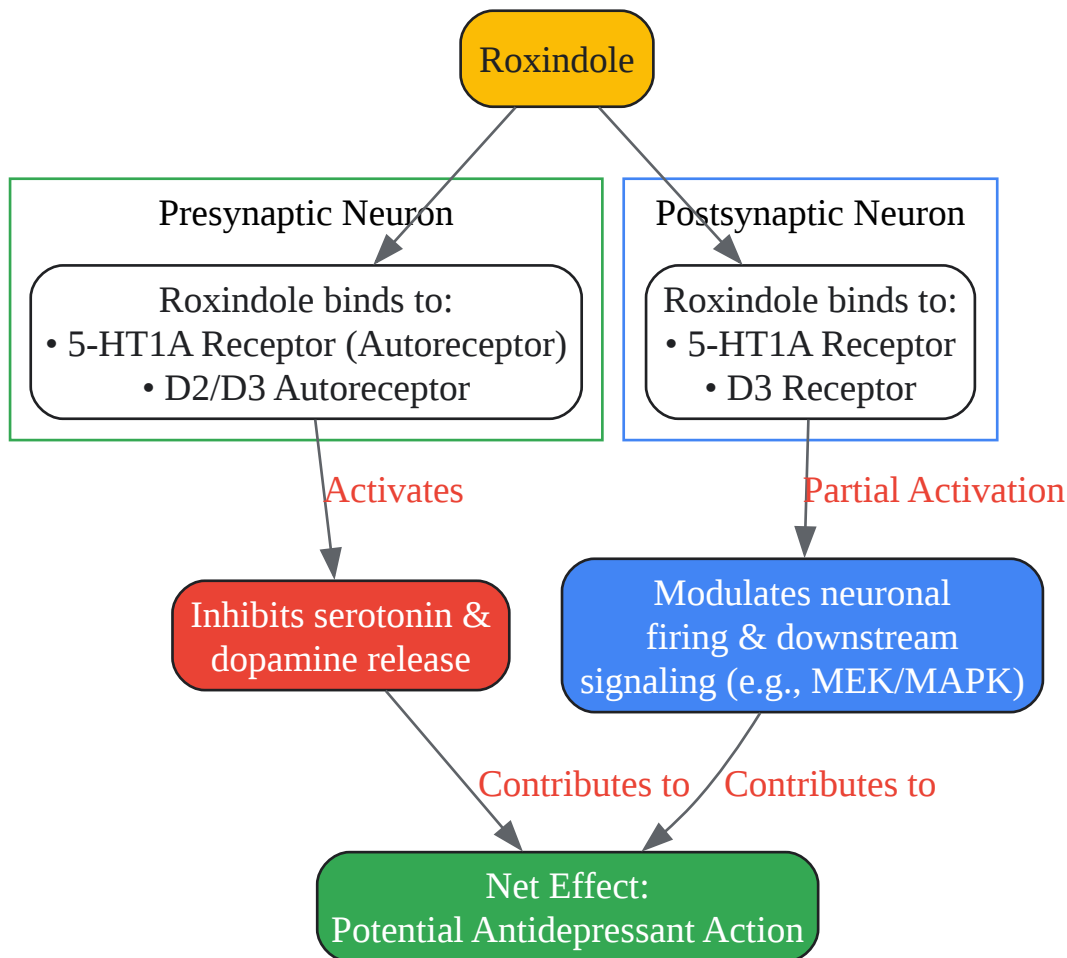 Roxindole
Presynaptic Neuron
Roxindole binds to:
• 5-HT1A Receptor (Autoreceptor)
• D2/D3 Autoreceptor
Postsynaptic Neuron
Roxindole binds to:
• 5-HT1A Receptor
• D3 Receptor
Activates
Partial Activation
Inhibits serotonin &
dopamine release
Modulates neuronal
firing & downstream
signaling (e.g., MEK/MAPK)
Contributes to
Contributes to
Net Effect:
Potential Antidepressant Action